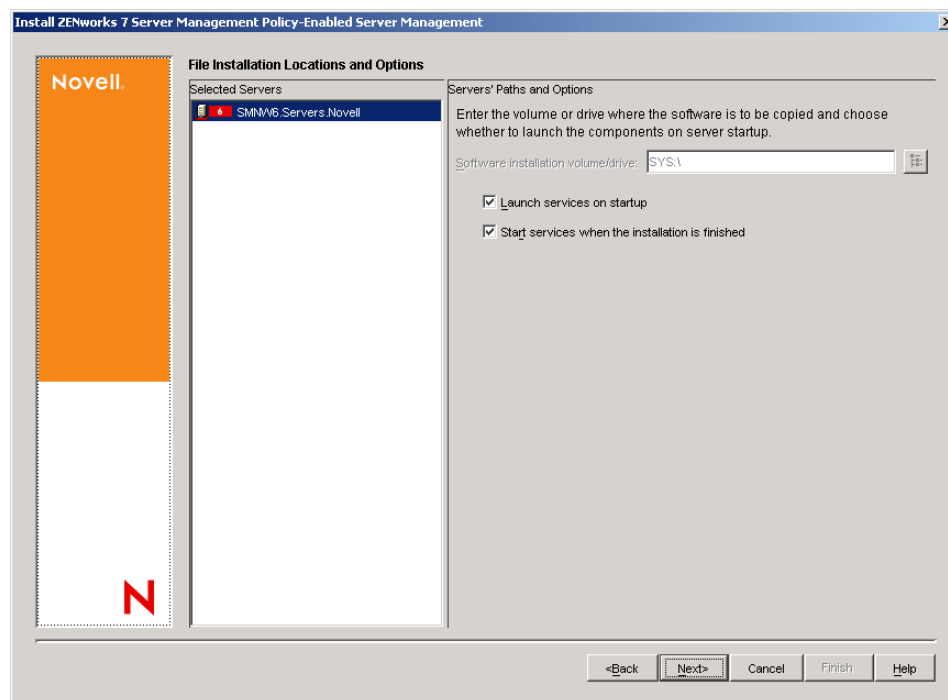 Install ZENworks 7 Server Management Policy-Enabled Server Management
Novell.
File Installation Locations and Options
Selected Servers
6 SMNW6.Servers.Novell
Servers' Paths and Options
Enter the volume or drive where the software is to be copied and choose
whether to launch the components on server startup.
Software installation volume/drive: SYS:\
Launch services on startup
Start services when the installation is finished
N
<Back
Next>
Cancel
Finish
Help